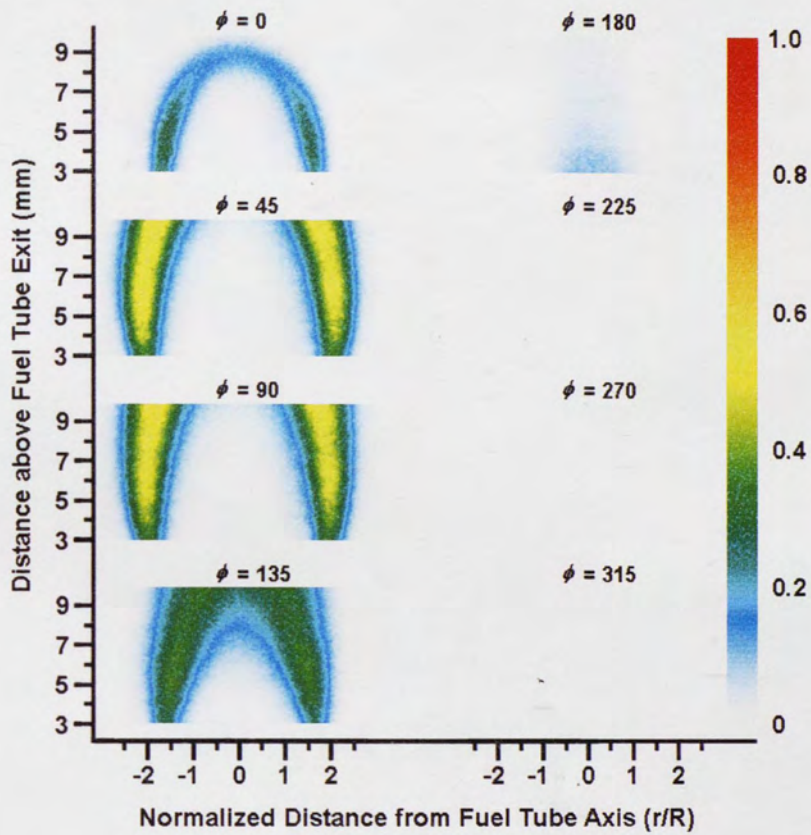 ϕ = 0
ϕ = 180
9
7
5
3
ϕ = 45
ϕ = 225
9
7
5
3
ϕ = 90
ϕ = 270
9
7
5
3
ϕ = 135
ϕ = 315
9
7
5
3
-2 -1 0 1 2
-2 -1 0 1 2
Distance above Fuel Tube Exit (mm)
Normalized Distance from Fuel Tube Axis (r/R)
1.0
0.8
0.6
0.4
0.2
0